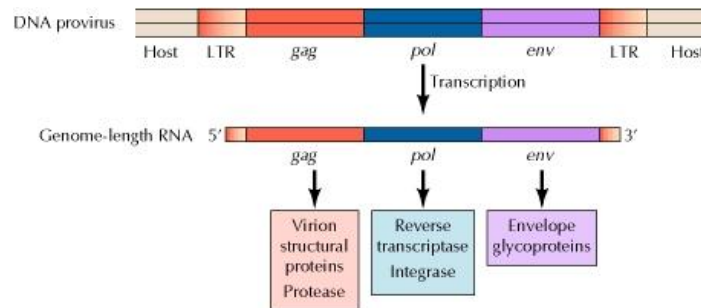 DNA provirus
Host LTR gag pol env LTR Host
Transcription
Genome-length RNA 5′ 3′
gag pol env
Virion
structural
proteins
Protease
Reverse
transcriptase
Integrase
Envelope
glycoproteins